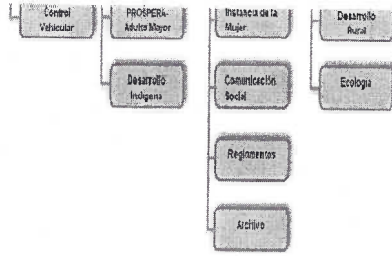 Control
Vehicular
PROSPERA-
Adulto Mayor
Instancia de la
Mujer
Desarrollo
Rural
Desarrollo
Indígena
Comunicación
Social
Ecología
Reglamentos
Archivo